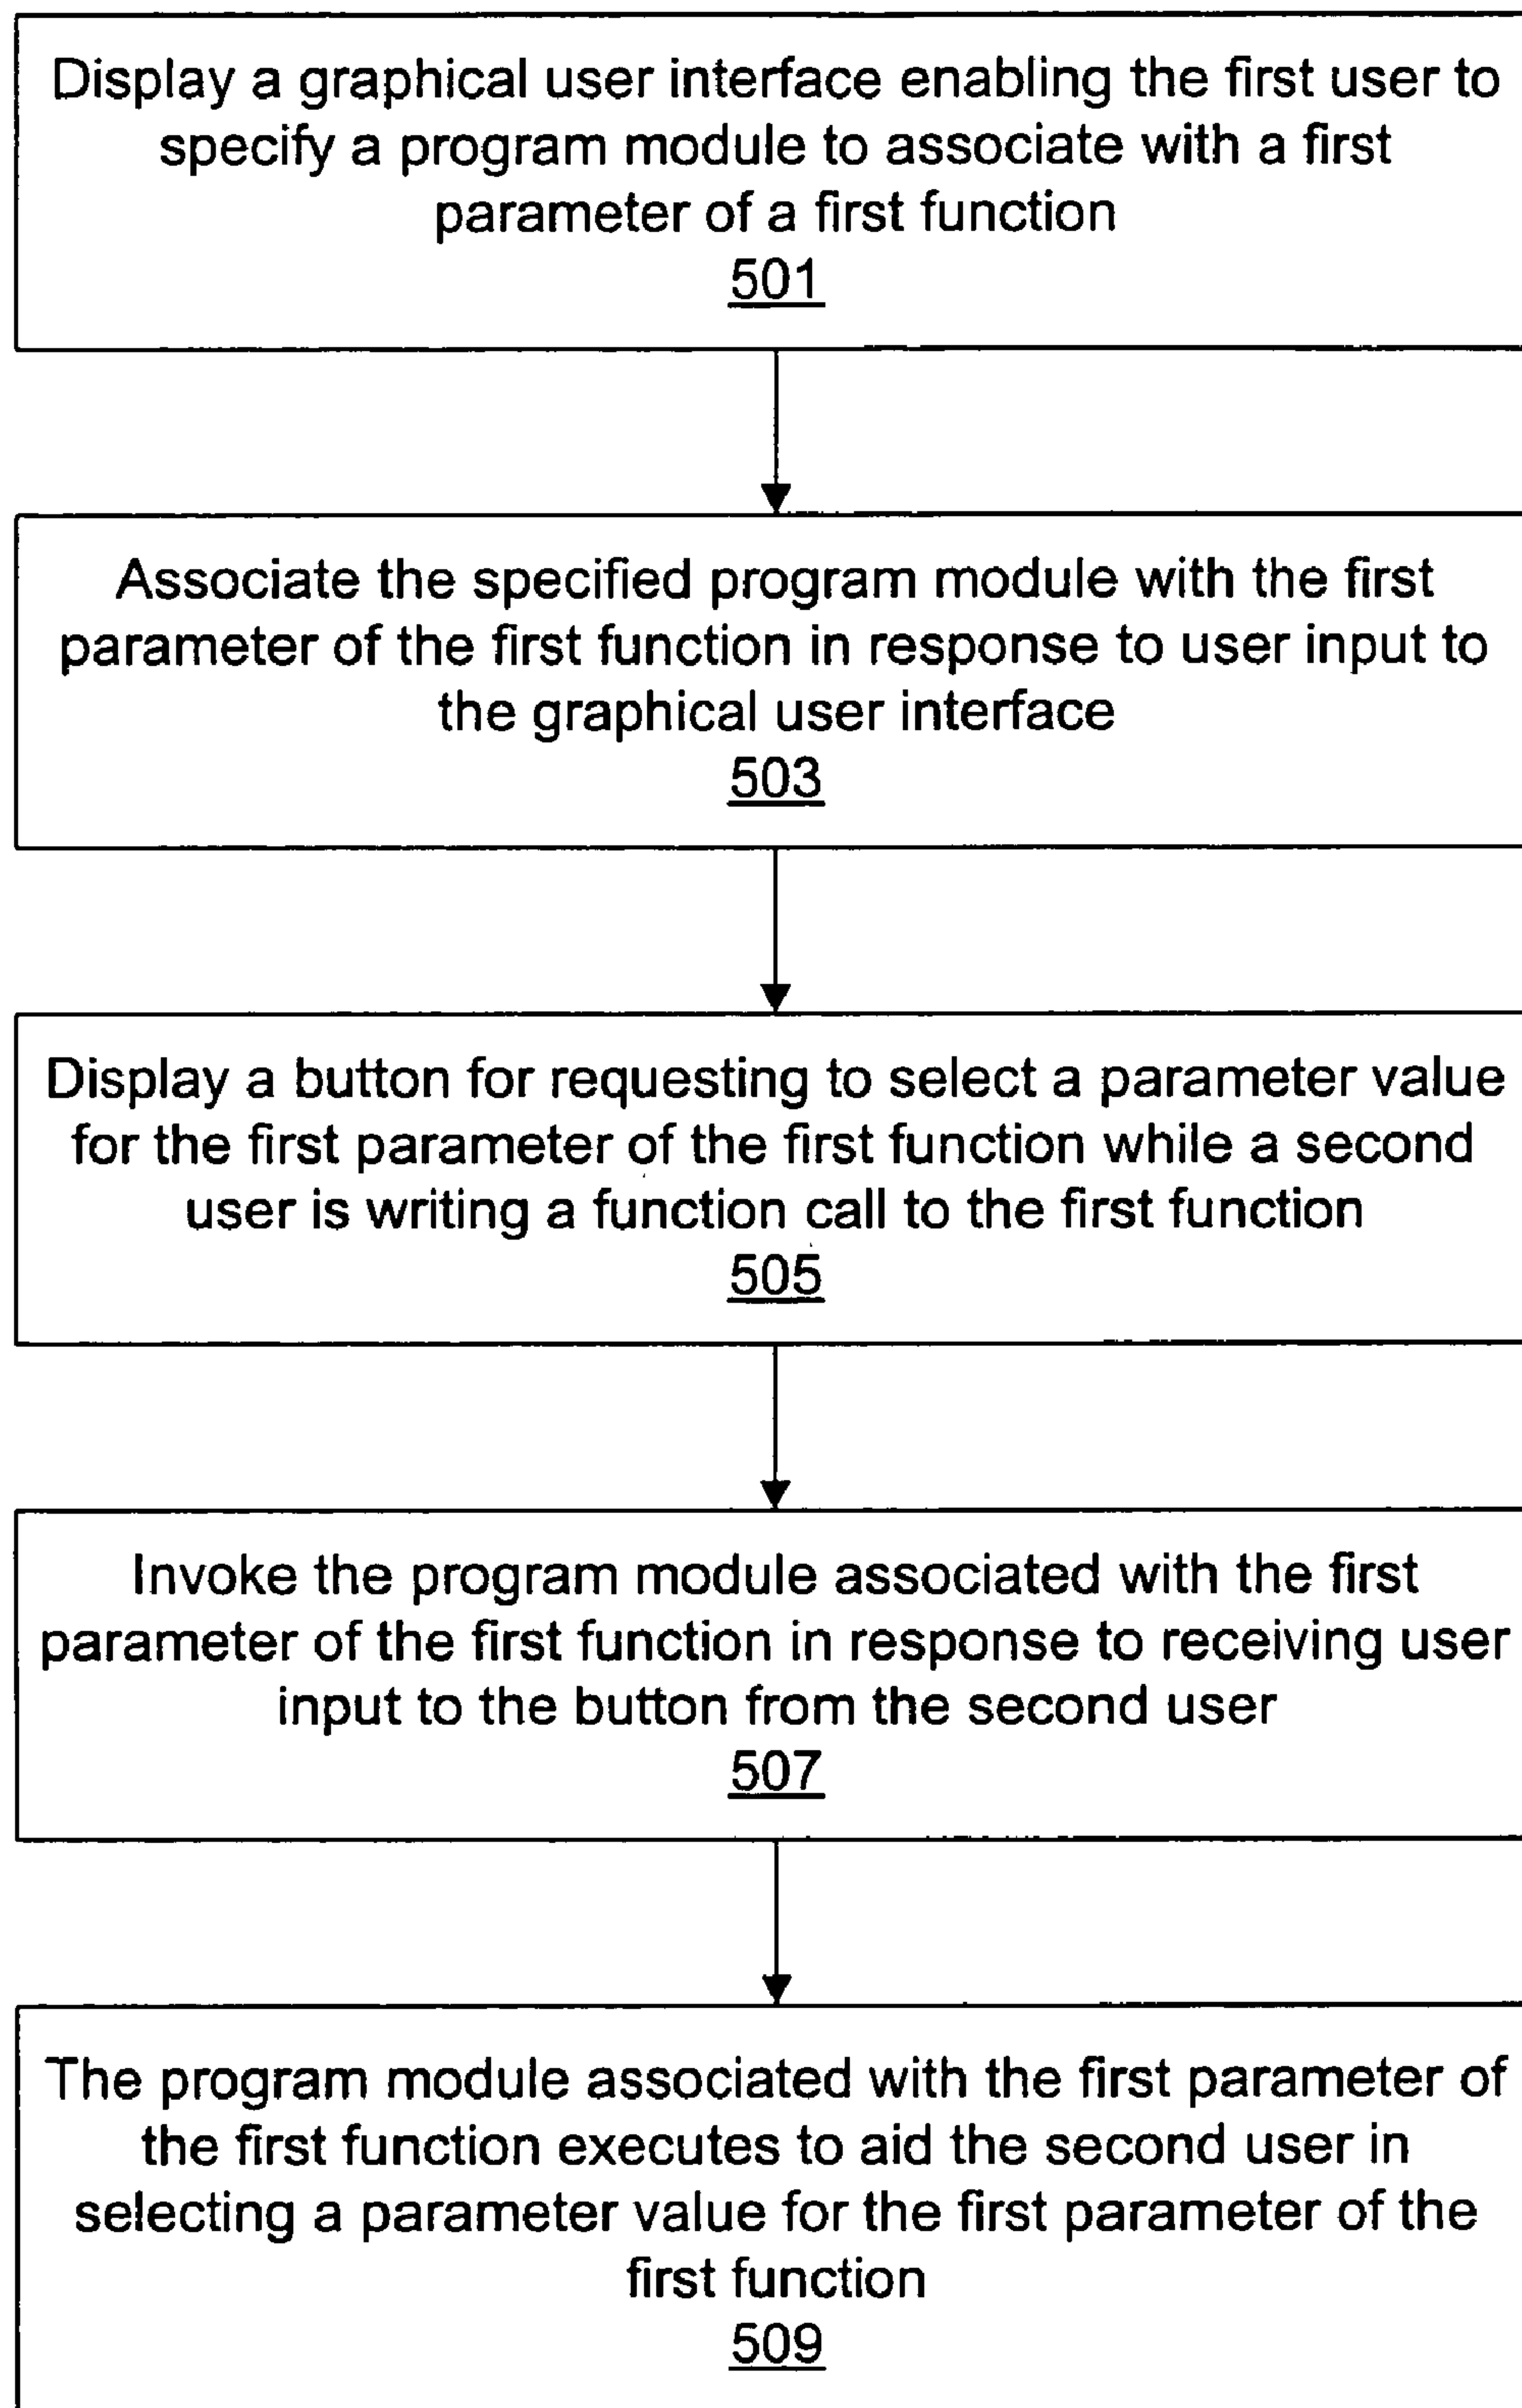 Display a graphical user interface enabling the first user to
specify a program module to associate with a first
parameter of a first function
501
Associate the specified program module with the first
parameter of the first function in response to user input to
the graphical user interface
503
Display a button for requesting to select a parameter value
for the first parameter of the first function while a second
user is writing a function call to the first function
505
Invoke the program module associated with the first
parameter of the first function in response to receiving user
input to the button from the second user
507
The program module associated with the first parameter of
the first function executes to aid the second user in
selecting a parameter value for the first parameter of the
first function
509